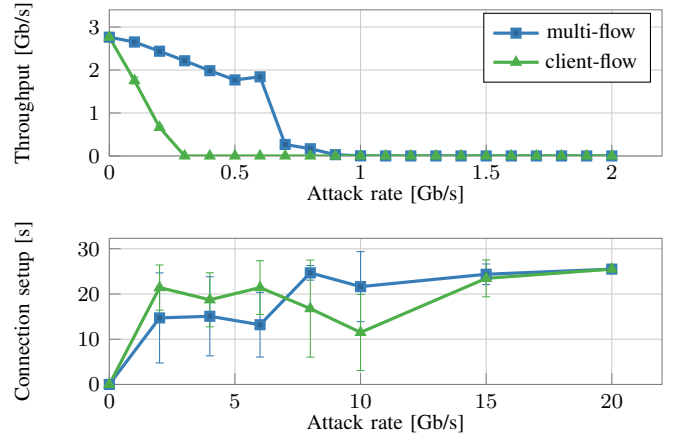 Throughput [Gb/s]
3
2
1
0
multi-flow
client-flow
0 0.5 1 1.5 2
Attack rate [Gb/s]
Connection setup [s]
30
20
10
0
0 5 10 15 20
Attack rate [Gb/s]